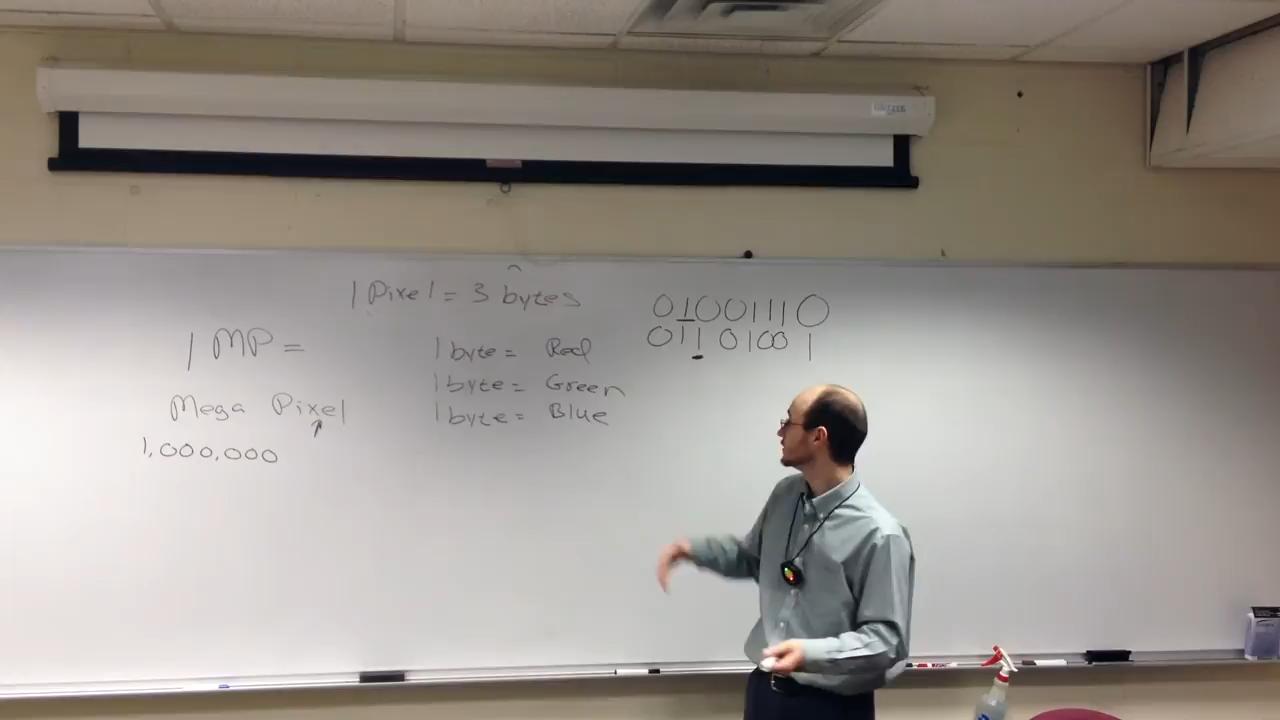 1 Pixel = 3 bytes
1 MP =
Mega Pixel
1,000,000
1 byte = Red
1 byte = Green
1 byte = Blue
01001110
01101001